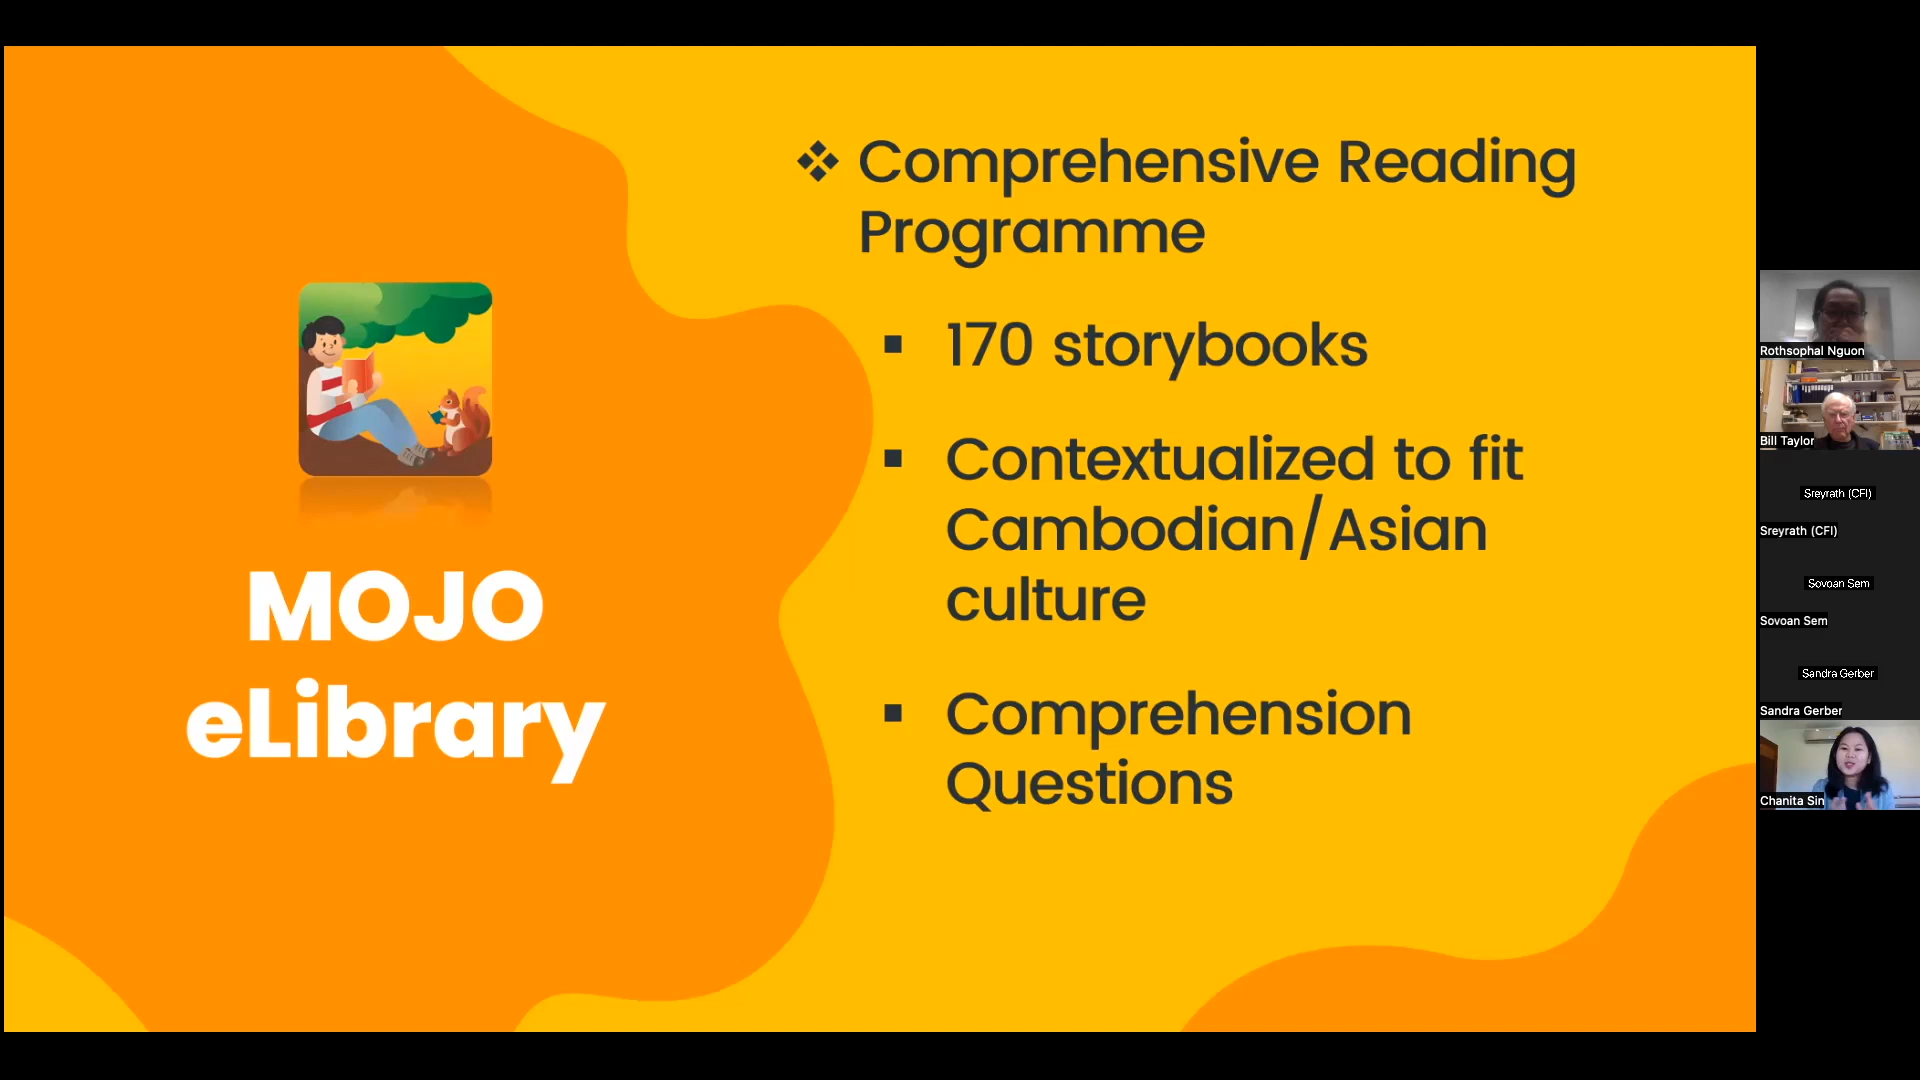 MOJO
eLibrary
❖ Comprehensive Reading
Programme
▪ 170 storybooks
▪ Contextualized to fit
Cambodian/Asian
culture
▪ Comprehension
Questions
Rothsophal Nguon
Bill Taylor
Sreyrath (CFI)
Sreyrath (CFI)
Sovoan Sem
Sovoan Sem
Sandra Gerber
Sandra Gerber
Chanita Sin